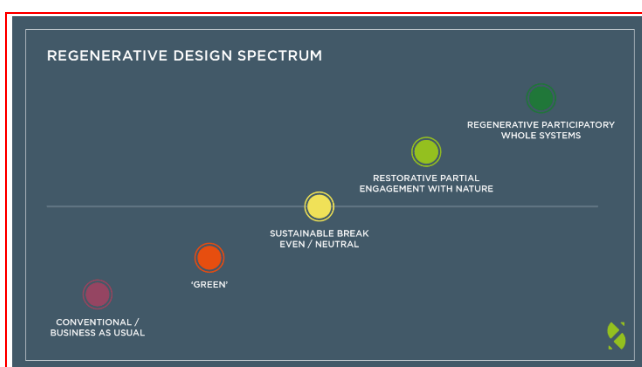 REGENERATIVE DESIGN SPECTRUM
REGENERATIVE PARTICIPATORY
WHOLE SYSTEMS
RESTORATIVE PARTIAL
ENGAGEMENT WITH NATURE
SUSTAINABLE BREAK
EVEN / NEUTRAL
‘GREEN’
CONVENTIONAL /
BUSINESS AS USUAL